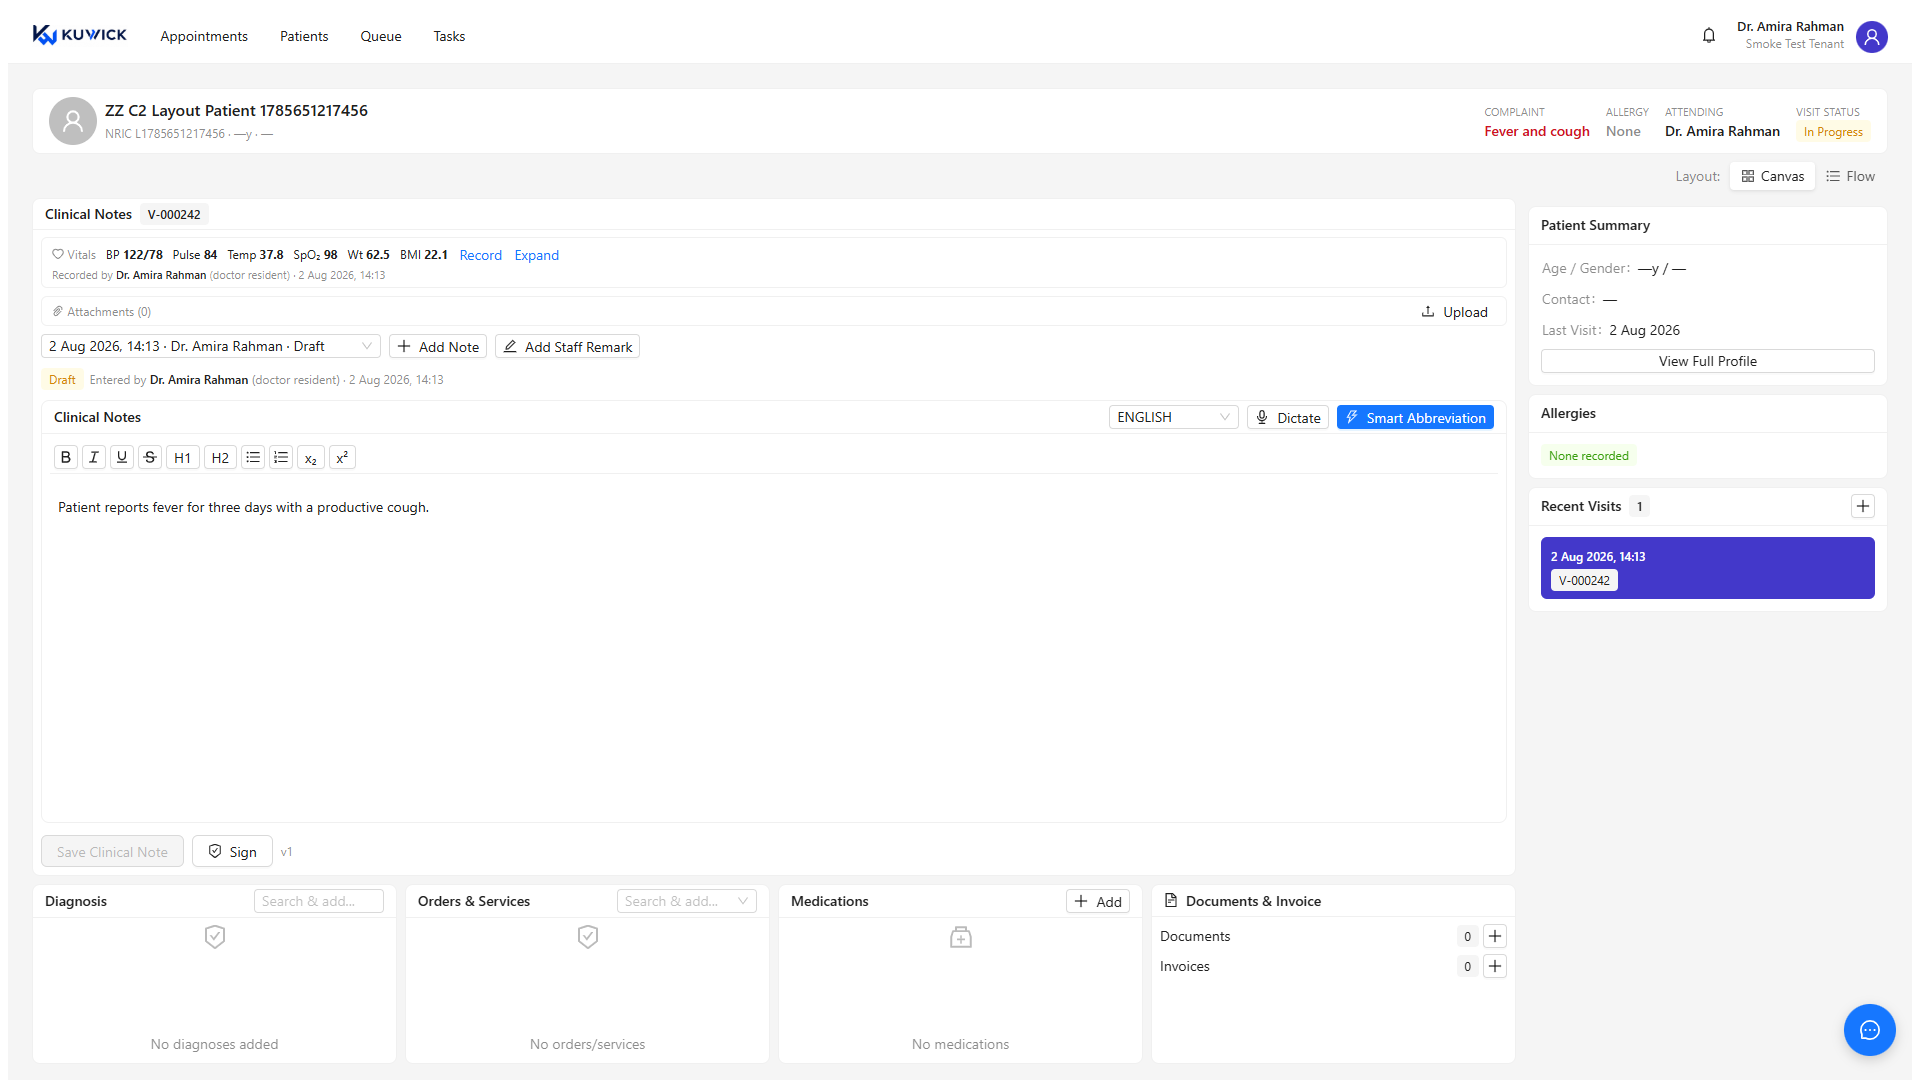 KUWICK Appointments Patients Queue Tasks
Dr. Amira Rahman
Smoke Test Tenant
ZZ C2 Layout Patient 1785651217456
NRIC L1785651217456 · —y · —
COMPLAINT ALLERGY ATTENDING VISIT STATUS
Fever and cough None Dr. Amira Rahman In Progress
Layout: Canvas Flow
Clinical Notes V-000242
Vitals BP 122/78 Pulse 84 Temp 37.8 SpO₂ 98 Wt 62.5 BMI 22.1 Record Expand
Recorded by Dr. Amira Rahman (doctor resident) · 2 Aug 2026, 14:13
Attachments (0) Upload
2 Aug 2026, 14:13 · Dr. Amira Rahman · Draft Add Note Add Staff Remark
Draft Entered by Dr. Amira Rahman (doctor resident) · 2 Aug 2026, 14:13
Clinical Notes ENGLISH Dictate Smart Abbreviation
B I U S H1 H2 x₂ x²
Patient reports fever for three days with a productive cough.
Save Clinical Note Sign v1
Patient Summary
Age / Gender: —y / —
Contact: —
Last Visit: 2 Aug 2026
View Full Profile
Allergies
None recorded
Recent Visits 1
2 Aug 2026, 14:13
V-000242
Diagnosis Search & add...
No diagnoses added
Orders & Services Search & add...
No orders/services
Medications Add
No medications
Documents & Invoice
Documents 0
Invoices 0